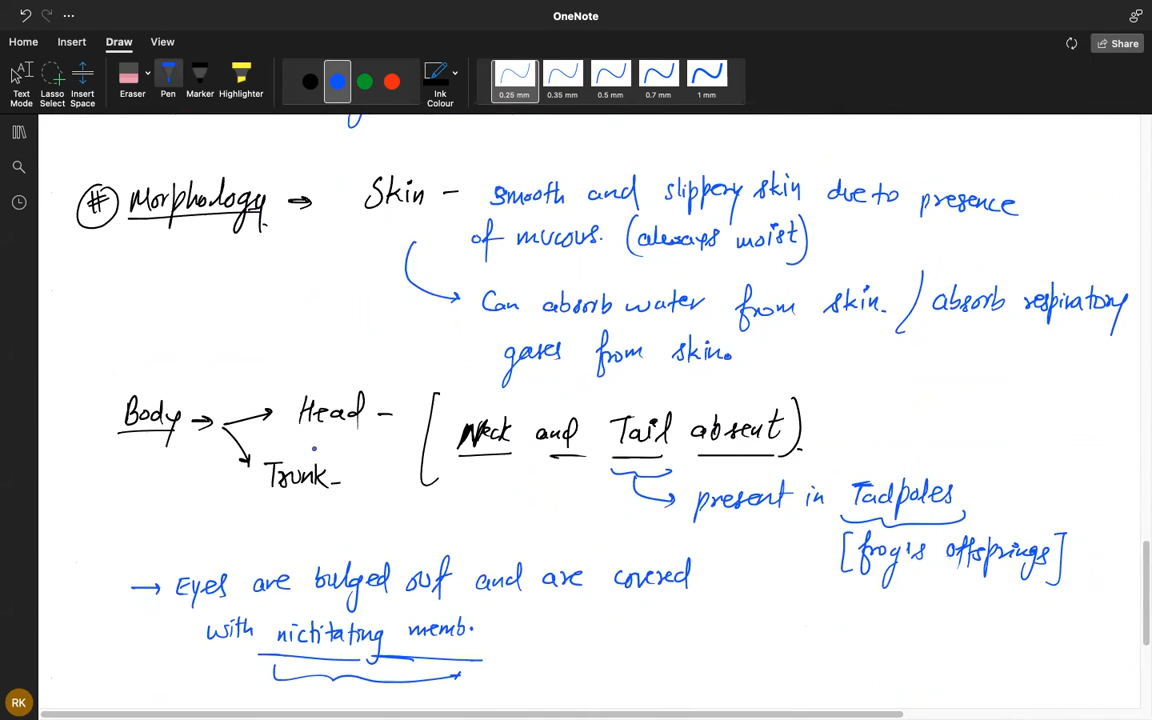 OneNote
Home Insert Draw View
Share
Text Mode
Lasso Select
Insert Space
Eraser
Pen
Marker
Highlighter
Ink Colour
0.25 mm
0.35 mm
0.5 mm
0.7 mm
1 mm
# Morphology → Skin - smooth and slippery skin due to presence
of mucous. (always moist)
Can absorb water from skin. / absorb respiratory
gases from skin.
Body → Head - [Neck and Tail absent).
Trunk -
present in Tadpoles
[frog's offsprings]
→ Eyes are bulged out and are covered
with nictitating memb.
RK